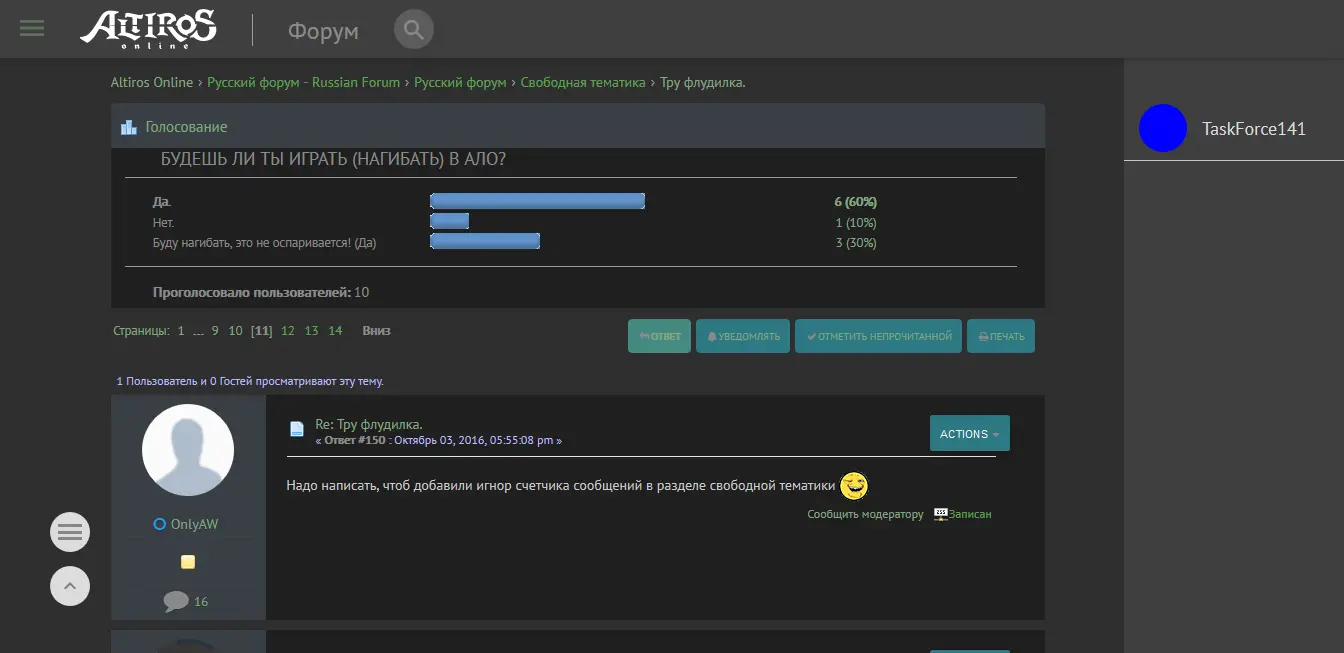 ALTIROS
online
Форум
Altiros Online › Русский форум - Russian Forum › Русский форум › Свободная тематика › Тру флудилка.
TaskForce141
Голосование
БУДЕШЬ ЛИ ТЫ ИГРАТЬ (НАГИБАТЬ) В АЛО?
Да. 6 (60%)
Нет. 1 (10%)
Буду нагибать, это не оспаривается! (Да) 3 (30%)
Проголосовало пользователей: 10
Страницы: 1 ... 9 10 [11] 12 13 14 Вниз
ОТВЕТ УВЕДОМЛЯТЬ ОТМЕТИТЬ НЕПРОЧИТАННОЙ ПЕЧАТЬ
1 Пользователь и 0 Гостей просматривают эту тему.
Re: Тру флудилка.
« Ответ #150 : Октябрь 03, 2016, 05:55:08 pm »
ACTIONS
Надо написать, чтоб добавили игнор счетчика сообщений в разделе свободной тематики
Сообщить модератору Записан
OnlyAW
16